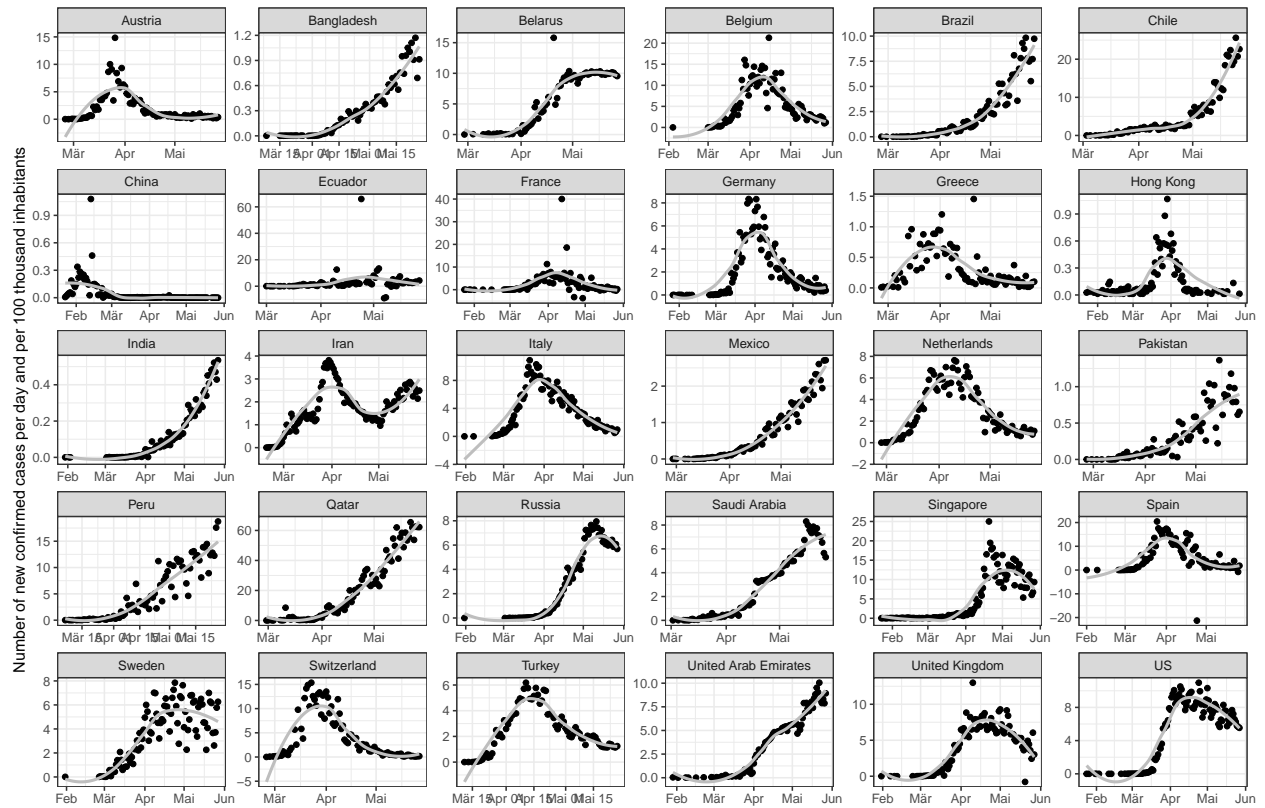 Number of new confirmed cases per day and per 100 thousand inhabitants
Austria Bangladesh Belarus Belgium Brazil Chile
15 10 5 0
1.2 0.9 0.6 0.3 0.0
15 10 5 0
20 15 10 5 0
10.0 7.5 5.0 2.5 0.0
20 10 0
Mär Apr Mai
Mär 15 Apr 01 Apr 15 Mai 01 Mai 15
Mär Apr Mai
Feb Mär Apr Mai Jun
Mär Apr Mai
Mär Apr Mai
China Ecuador France Germany Greece Hong Kong
0.9 0.6 0.3 0.0
60 40 20 0
40 30 20 10 0
8 6 4 2 0
1.5 1.0 0.5 0.0
0.9 0.6 0.3 0.0
Feb Mär Apr Mai Jun
Mär Apr Mai
Feb Mär Apr Mai Jun
Feb Mär Apr Mai Jun
Mär Apr Mai
Feb Mär Apr Mai Jun
India Iran Italy Mexico Netherlands Pakistan
0.4 0.2 0.0
4 3 2 1 0
8 4 0 −4
2 1 0
8 6 4 2 0 −2
1.0 0.5 0.0
Feb Mär Apr Mai Jun
Mär Apr Mai
Feb Mär Apr Mai Jun
Mär Apr Mai
Mär Apr Mai
Mär Apr Mai
Peru Qatar Russia Saudi Arabia Singapore Spain
15 10 5 0
60 40 20 0
8 6 4 2 0
8 6 4 2 0
25 20 15 10 5 0
20 10 0 −10 −20
Mär 15 Apr 01 Apr 15 Mai 01 Mai 15
Mär Apr Mai
Feb Mär Apr Mai Jun
Mär Apr Mai
Feb Mär Apr Mai Jun
Feb Mär Apr Mai
Sweden Switzerland Turkey United Arab Emirates United Kingdom US
8 6 4 2 0
15 10 5 0 −5
6 4 2 0
10.0 7.5 5.0 2.5 0.0
12 8 4 0
8 4 0
Feb Mär Apr Mai Jun
Mär Apr Mai
Mär 15 Apr 01 Apr 15 Mai 01 Mai 15
Feb Mär Apr Mai
Feb Mär Apr Mai Jun
Feb Mär Apr Mai Jun